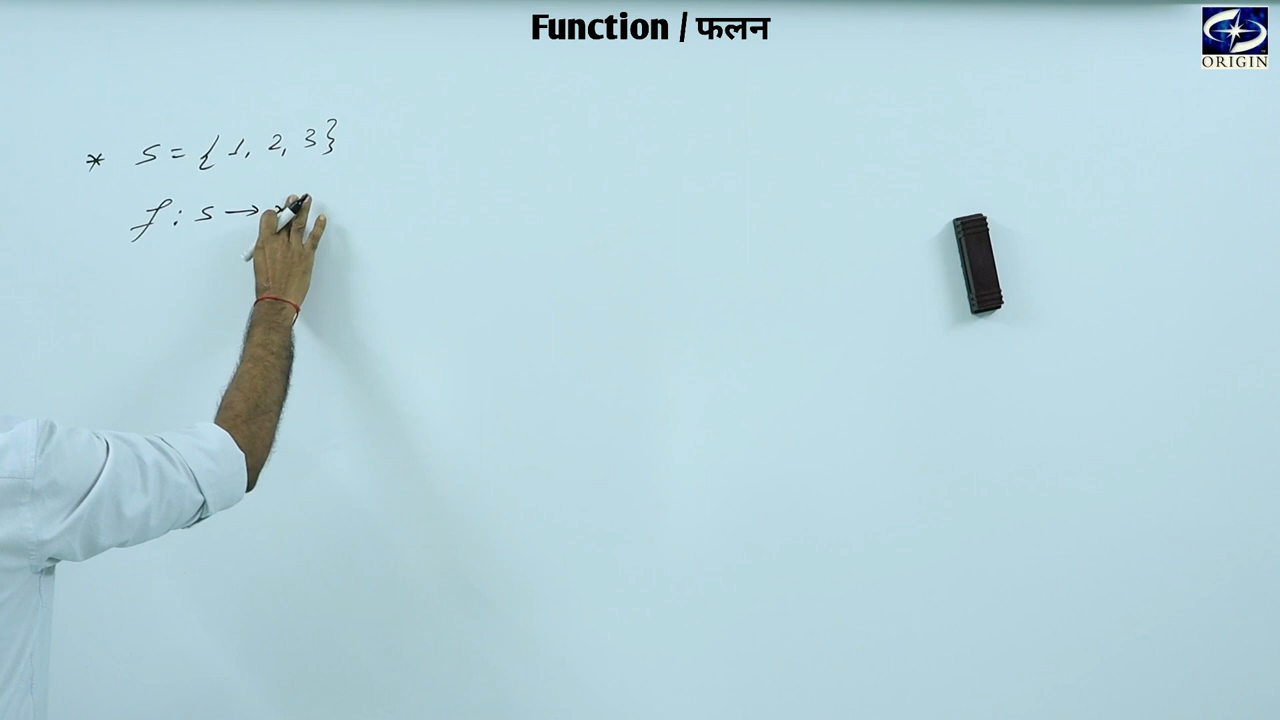 Function / फलन
ORIGIN
* S = {1, 2, 3}
f : S →